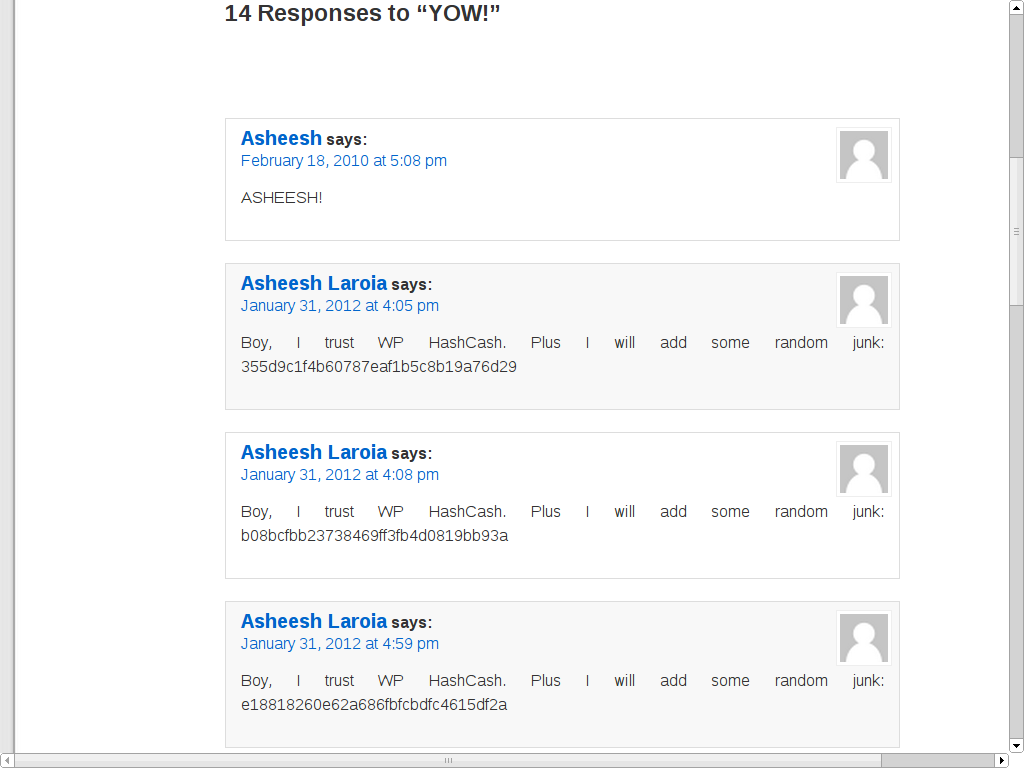 14 Responses to “YOW!”
Asheesh says:
February 18, 2010 at 5:08 pm
ASHEESH!
Asheesh Laroia says:
January 31, 2012 at 4:05 pm
Boy, I trust WP HashCash. Plus I will add some random junk:
355d9c1f4b60787eaf1b5c8b19a76d29
Asheesh Laroia says:
January 31, 2012 at 4:08 pm
Boy, I trust WP HashCash. Plus I will add some random junk:
b08bcfbb23738469ff3fb4d0819bb93a
Asheesh Laroia says:
January 31, 2012 at 4:59 pm
Boy, I trust WP HashCash. Plus I will add some random junk:
e18818260e62a686fbfcbdfc4615df2a